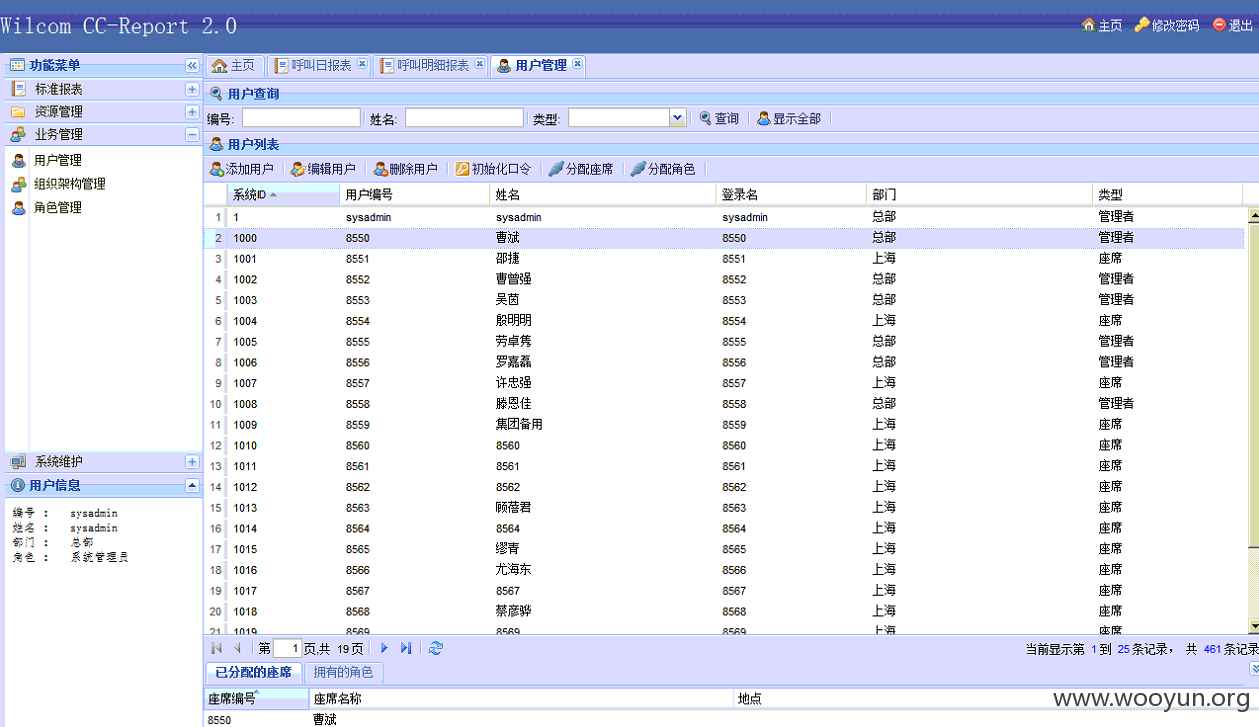 Wilcom CC-Report 2.0
主页 修改密码 退出
功能菜单
标准报表
资源管理
业务管理
用户管理
组织架构管理
角色管理
系统维护
用户信息
编号 : sysadmin
姓名 : sysadmin
部门 : 总部
角色 : 系统管理员
主页 呼叫日报表 呼叫明细报表 用户管理
用户查询
编号: 姓名: 类型: 查询 显示全部
用户列表
添加用户 编辑用户 删除用户 初始化口令 分配座席 分配角色
系统ID 用户编号 姓名 登录名 部门 类型
1 1 sysadmin sysadmin sysadmin 总部 管理者
2 1000 8550 曹斌 8550 总部 管理者
3 1001 8551 邵捷 8551 上海 座席
4 1002 8552 曹曾强 8552 总部 管理者
5 1003 8553 吴茵 8553 总部 管理者
6 1004 8554 殷明明 8554 上海 座席
7 1005 8555 劳卓隽 8555 总部 管理者
8 1006 8556 罗嘉磊 8556 总部 管理者
9 1007 8557 许忠强 8557 上海 座席
10 1008 8558 滕恩佳 8558 总部 管理者
11 1009 8559 集团备用 8559 上海 座席
12 1010 8560 8560 8560 上海 座席
13 1011 8561 8561 8561 上海 座席
14 1012 8562 8562 8562 上海 座席
15 1013 8563 顾蓓君 8563 上海 座席
16 1014 8564 8564 8564 上海 座席
17 1015 8565 缪青 8565 上海 座席
18 1016 8566 尤海东 8566 上海 座席
19 1017 8567 8567 8567 上海 座席
20 1018 8568 蔡彦骅 8568 上海 座席
21 1019 8569 8569 8569 上海 座席
第 1 页,共 19页 当前显示第 1到 25条记录， 共 461条记录
已分配的座席 拥有的角色
座席编号 座席名称 地点
8550 曹斌
www.wooyun.org